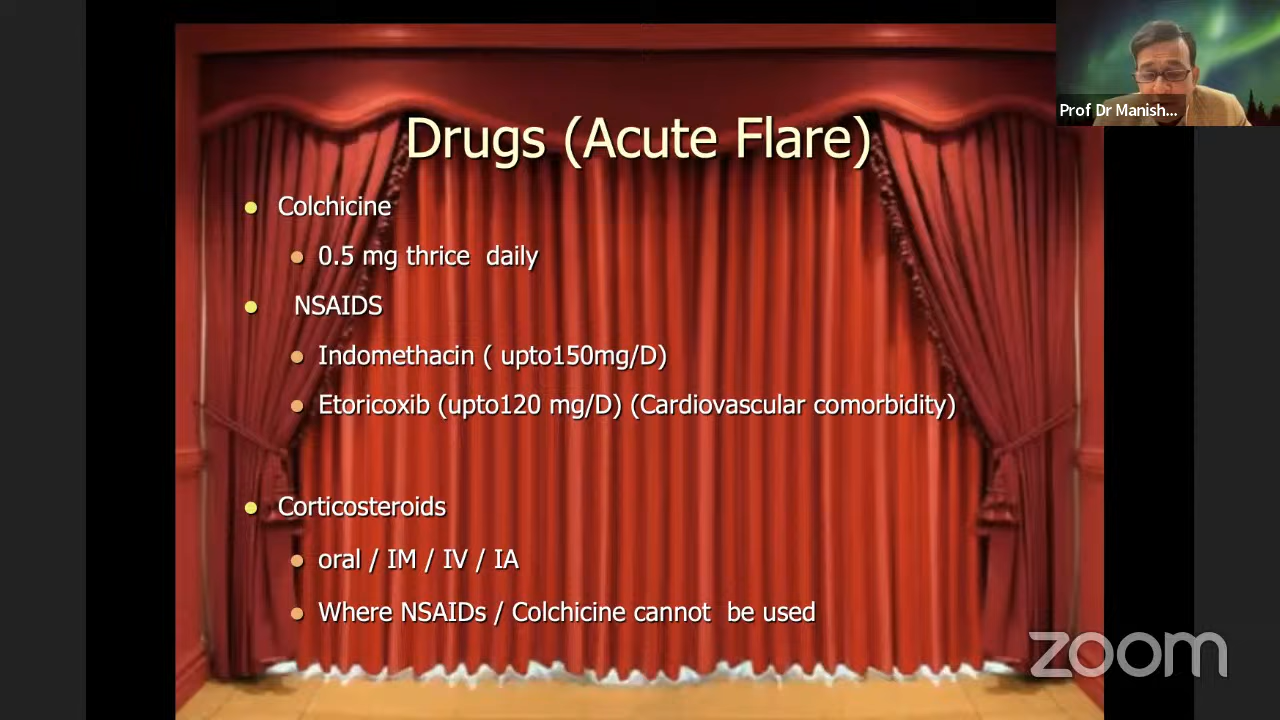 Prof Dr Manish...
Drugs (Acute Flare)
Colchicine
0.5 mg thrice daily
NSAIDS
Indomethacin ( upto150mg/D)
Etoricoxib (upto120 mg/D) (Cardiovascular comorbidity)
Corticosteroids
oral / IM / IV / IA
Where NSAIDs / Colchicine cannot be used
zoom